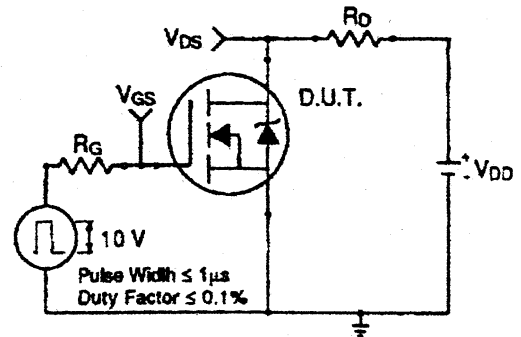 VDS
RD
VGS
D.U.T.
RG
+
VDD
-
10 V
Pulse Width ≤ 1µs
Duty Factor ≤ 0.1%